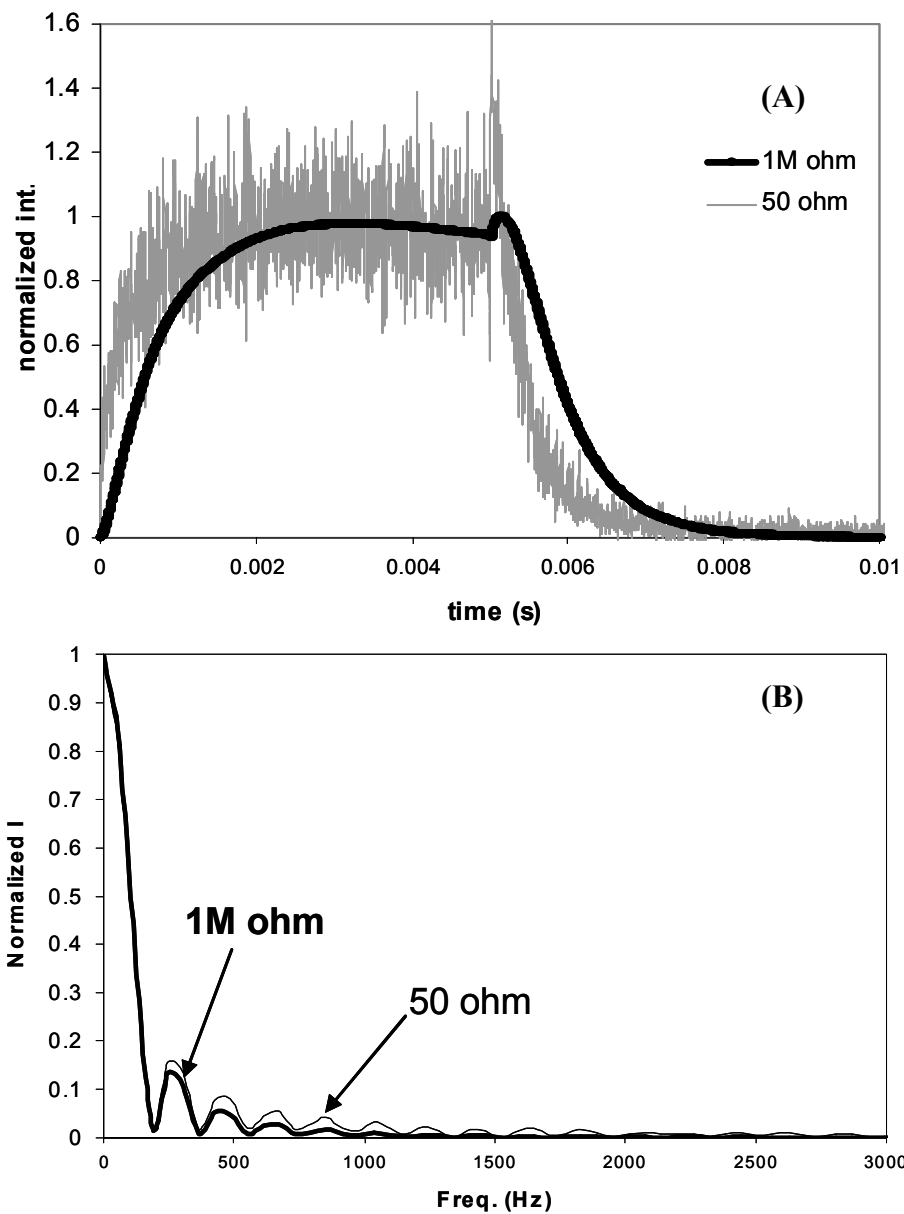 1.6
1.4
1.2
1
0.8
0.6
0.4
0.2
0
normalized int.
(A)
1M ohm
50 ohm
0 0.002 0.004 0.006 0.008 0.01
time (s)
1
0.9
0.8
0.7
0.6
0.5
0.4
0.3
0.2
0.1
0
Normalized I
(B)
1M ohm
50 ohm
0 500 1000 1500 2000 2500 3000
Freq. (Hz)